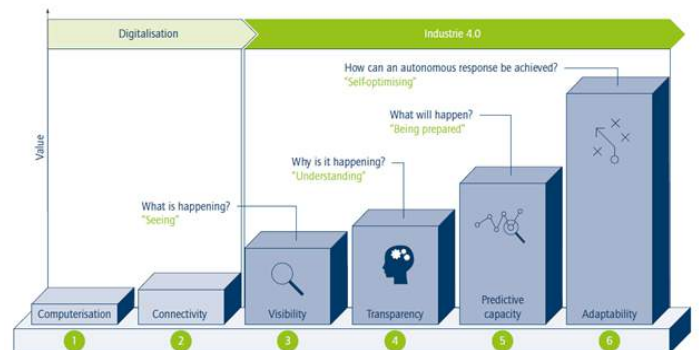 Digitalisation
Industrie 4.0
How can an autonomous response be achieved?
"Self-optimising"
What will happen?
"Being prepared"
Why is it happening?
"Understanding"
What is happening?
"Seeing"
Value
Computerisation
Connectivity
Visibility
Transparency
Predictive
capacity
Adaptability
1
2
3
4
5
6